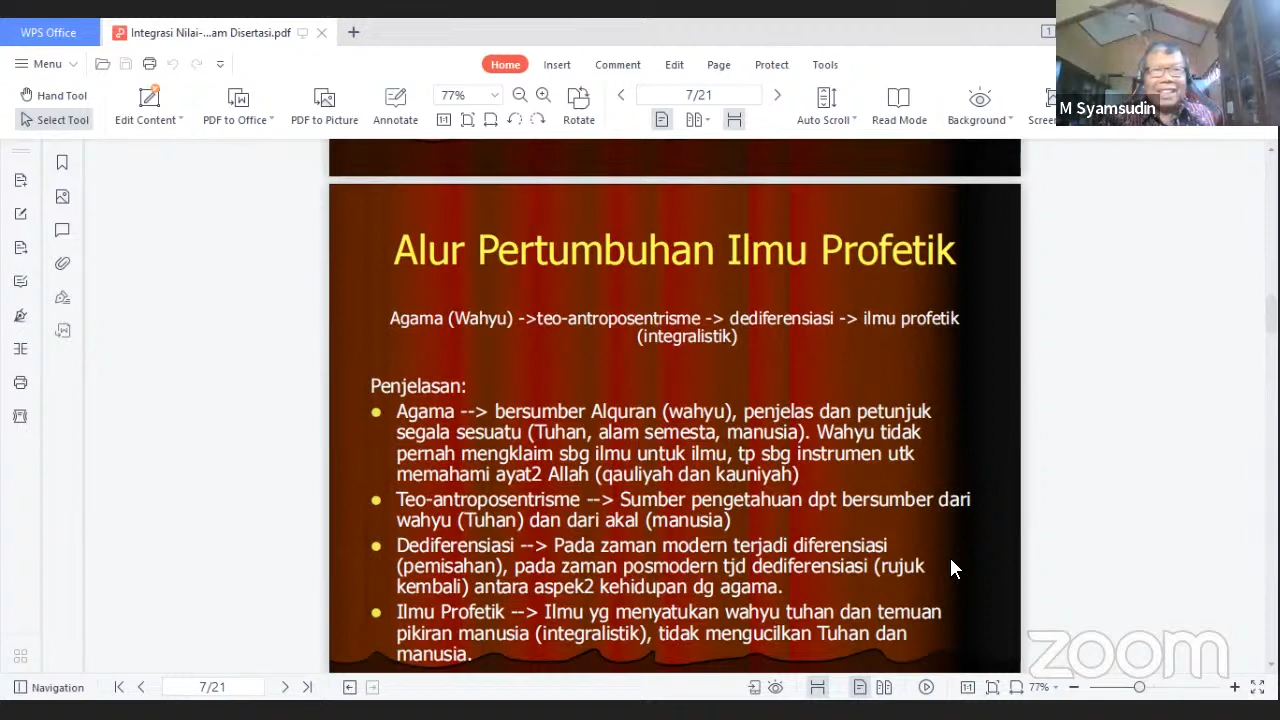 WPS Office
Integrasi Nilai-...am Disertasi.pdf
1
Menu
Home
Insert
Comment
Edit
Page
Protect
Tools
Hand Tool
Select Tool
Edit Content
PDF to Office
PDF to Picture
Annotate
77%
Rotate
7/21
Auto Scroll
Read Mode
Background
Screen
M Syamsudin
Alur Pertumbuhan Ilmu Profetik
Agama (Wahyu) ->teo-antroposentrisme -> dediferensiasi -> ilmu profetik
(integralistik)
Penjelasan:
Agama --> bersumber Alquran (wahyu), penjelas dan petunjuk
segala sesuatu (Tuhan, alam semesta, manusia). Wahyu tidak
pernah mengklaim sbg ilmu untuk ilmu, tp sbg instrumen utk
memahami ayat2 Allah (qauliyah dan kauniyah)
Teo-antroposentrisme --> Sumber pengetahuan dpt bersumber dari
wahyu (Tuhan) dan dari akal (manusia)
Dediferensiasi --> Pada zaman modern terjadi diferensiasi
(pemisahan), pada zaman posmodern tjd dediferensiasi (rujuk
kembali) antara aspek2 kehidupan dg agama.
Ilmu Profetik --> Ilmu yg menyatukan wahyu tuhan dan temuan
pikiran manusia (integralistik), tidak mengucilkan Tuhan dan
manusia.
zoom
Navigation
7/21
77%